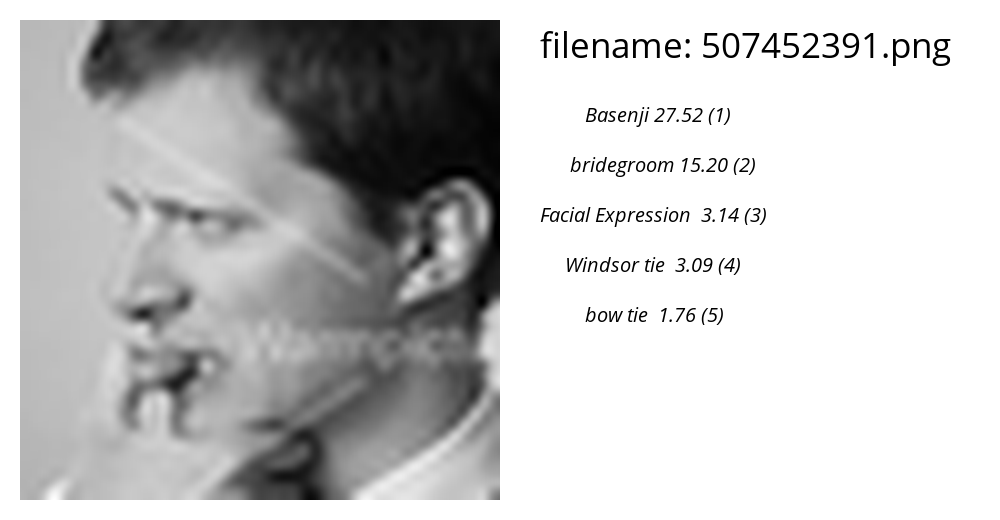 filename: 507452391.png
Basenji 27.52 (1)
bridegroom 15.20 (2)
Facial Expression 3.14 (3)
Windsor tie 3.09 (4)
bow tie 1.76 (5)